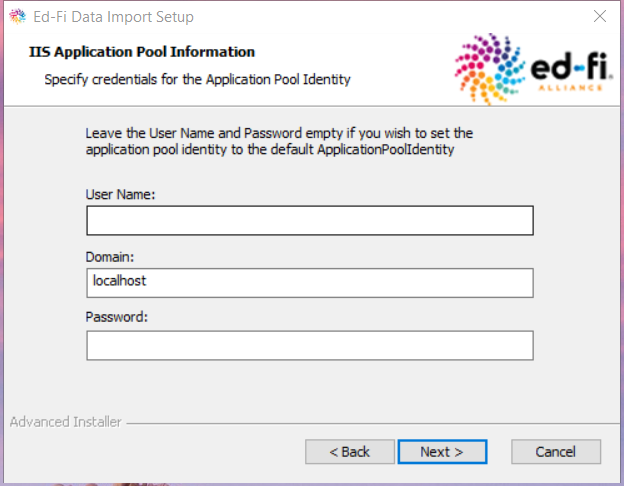 Ed-Fi Data Import Setup
IIS Application Pool Information
Specify credentials for the Application Pool Identity
ed-fi.
ALLIANCE
Leave the User Name and Password empty if you wish to set the
application pool identity to the default ApplicationPoolIdentity
User Name:
Domain:
localhost
Password:
Advanced Installer
< Back
Next >
Cancel